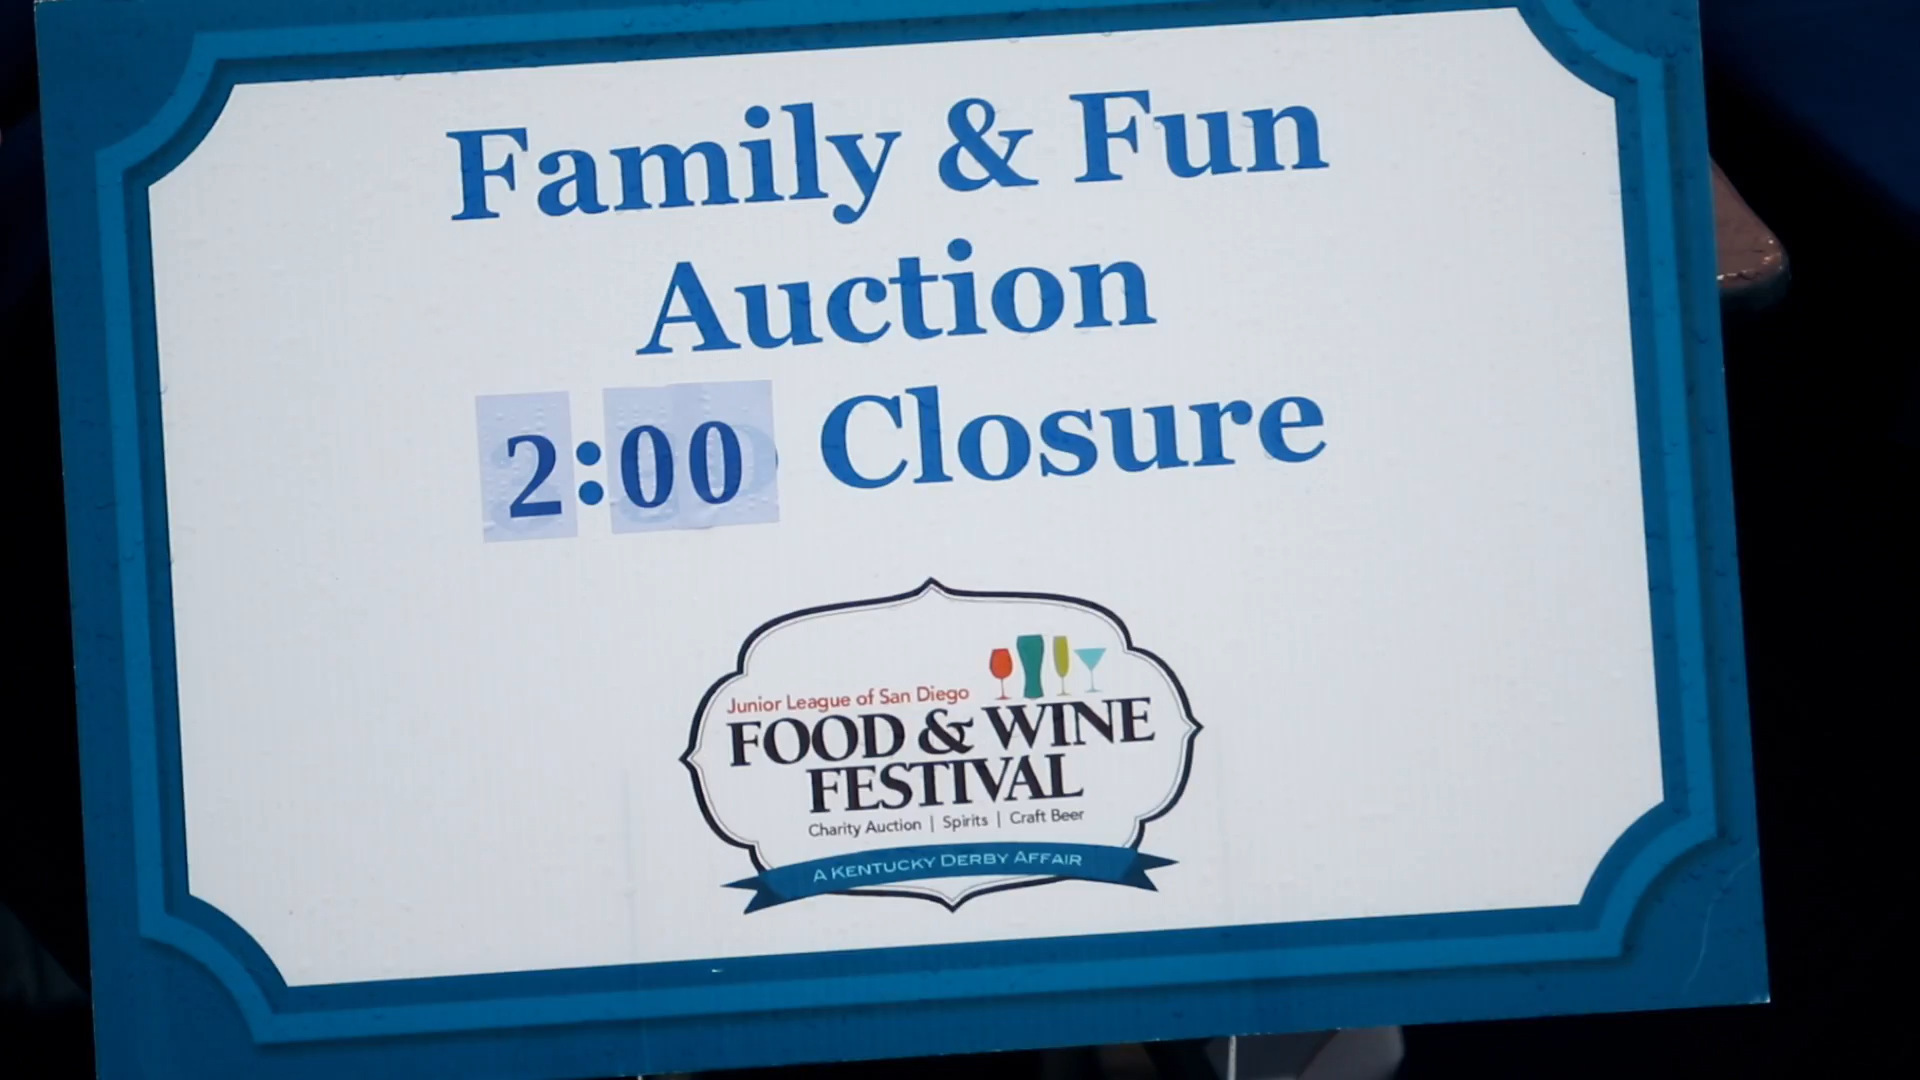 Family & Fun
Auction
2:00 Closure
Junior League of San Diego
FOOD & WINE
FESTIVAL
Charity Auction | Spirits | Craft Beer
A KENTUCKY DERBY AFFAIR